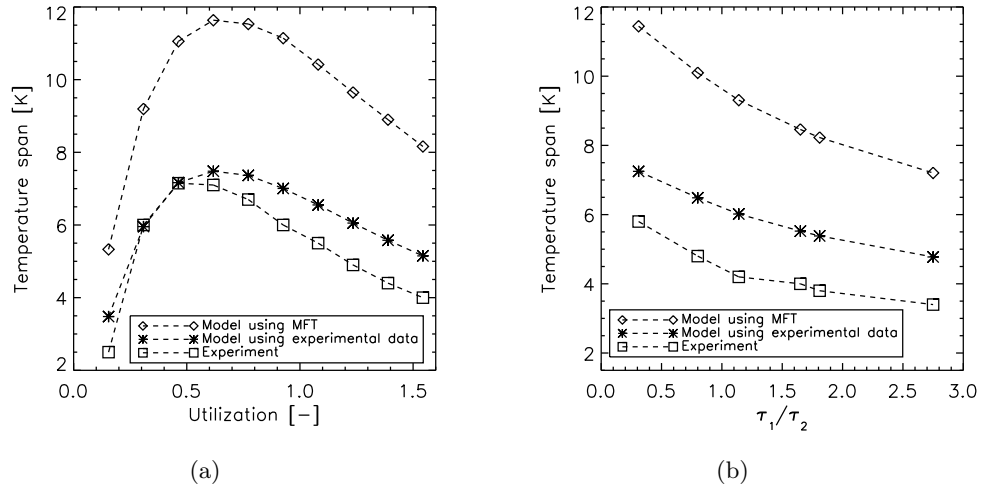 12
10
8
6
4
2
Temperature span [K]
Model using MFT
Model using experimental data
Experiment
0.0 0.5 1.0 1.5
Utilization [-]
(a)
12
10
8
6
4
2
Temperature span [K]
Model using MFT
Model using experimental data
Experiment
0.0 0.5 1.0 1.5 2.0 2.5 3.0
τ₁/τ₂
(b)